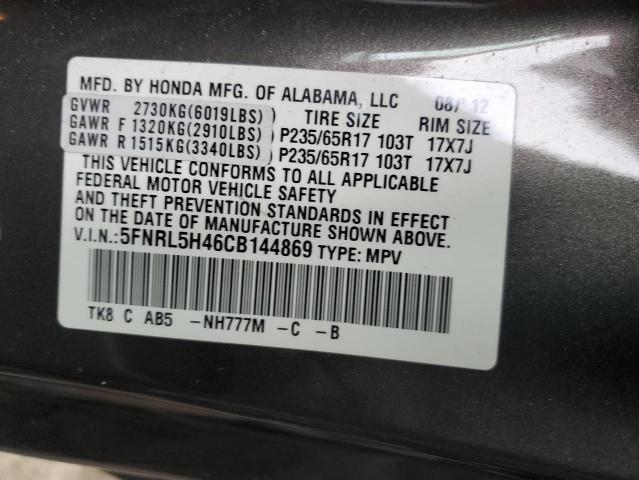 MFD. BY HONDA MFG. OF ALABAMA, LLC 08/12
GVWR 2730KG(6019LBS) TIRE SIZE RIM SIZE
GAWR F 1320KG(2910LBS) P235/65R17 103T 17X7J
GAWR R 1515KG(3340LBS) P235/65R17 103T 17X7J
THIS VEHICLE CONFORMS TO ALL APPLICABLE
FEDERAL MOTOR VEHICLE SAFETY
AND THEFT PREVENTION STANDARDS IN EFFECT
ON THE DATE OF MANUFACTURE SHOWN ABOVE.
V.I.N.:5FNRL5H46CB144869 TYPE: MPV
TK8 C AB5 -NH777M -C -B